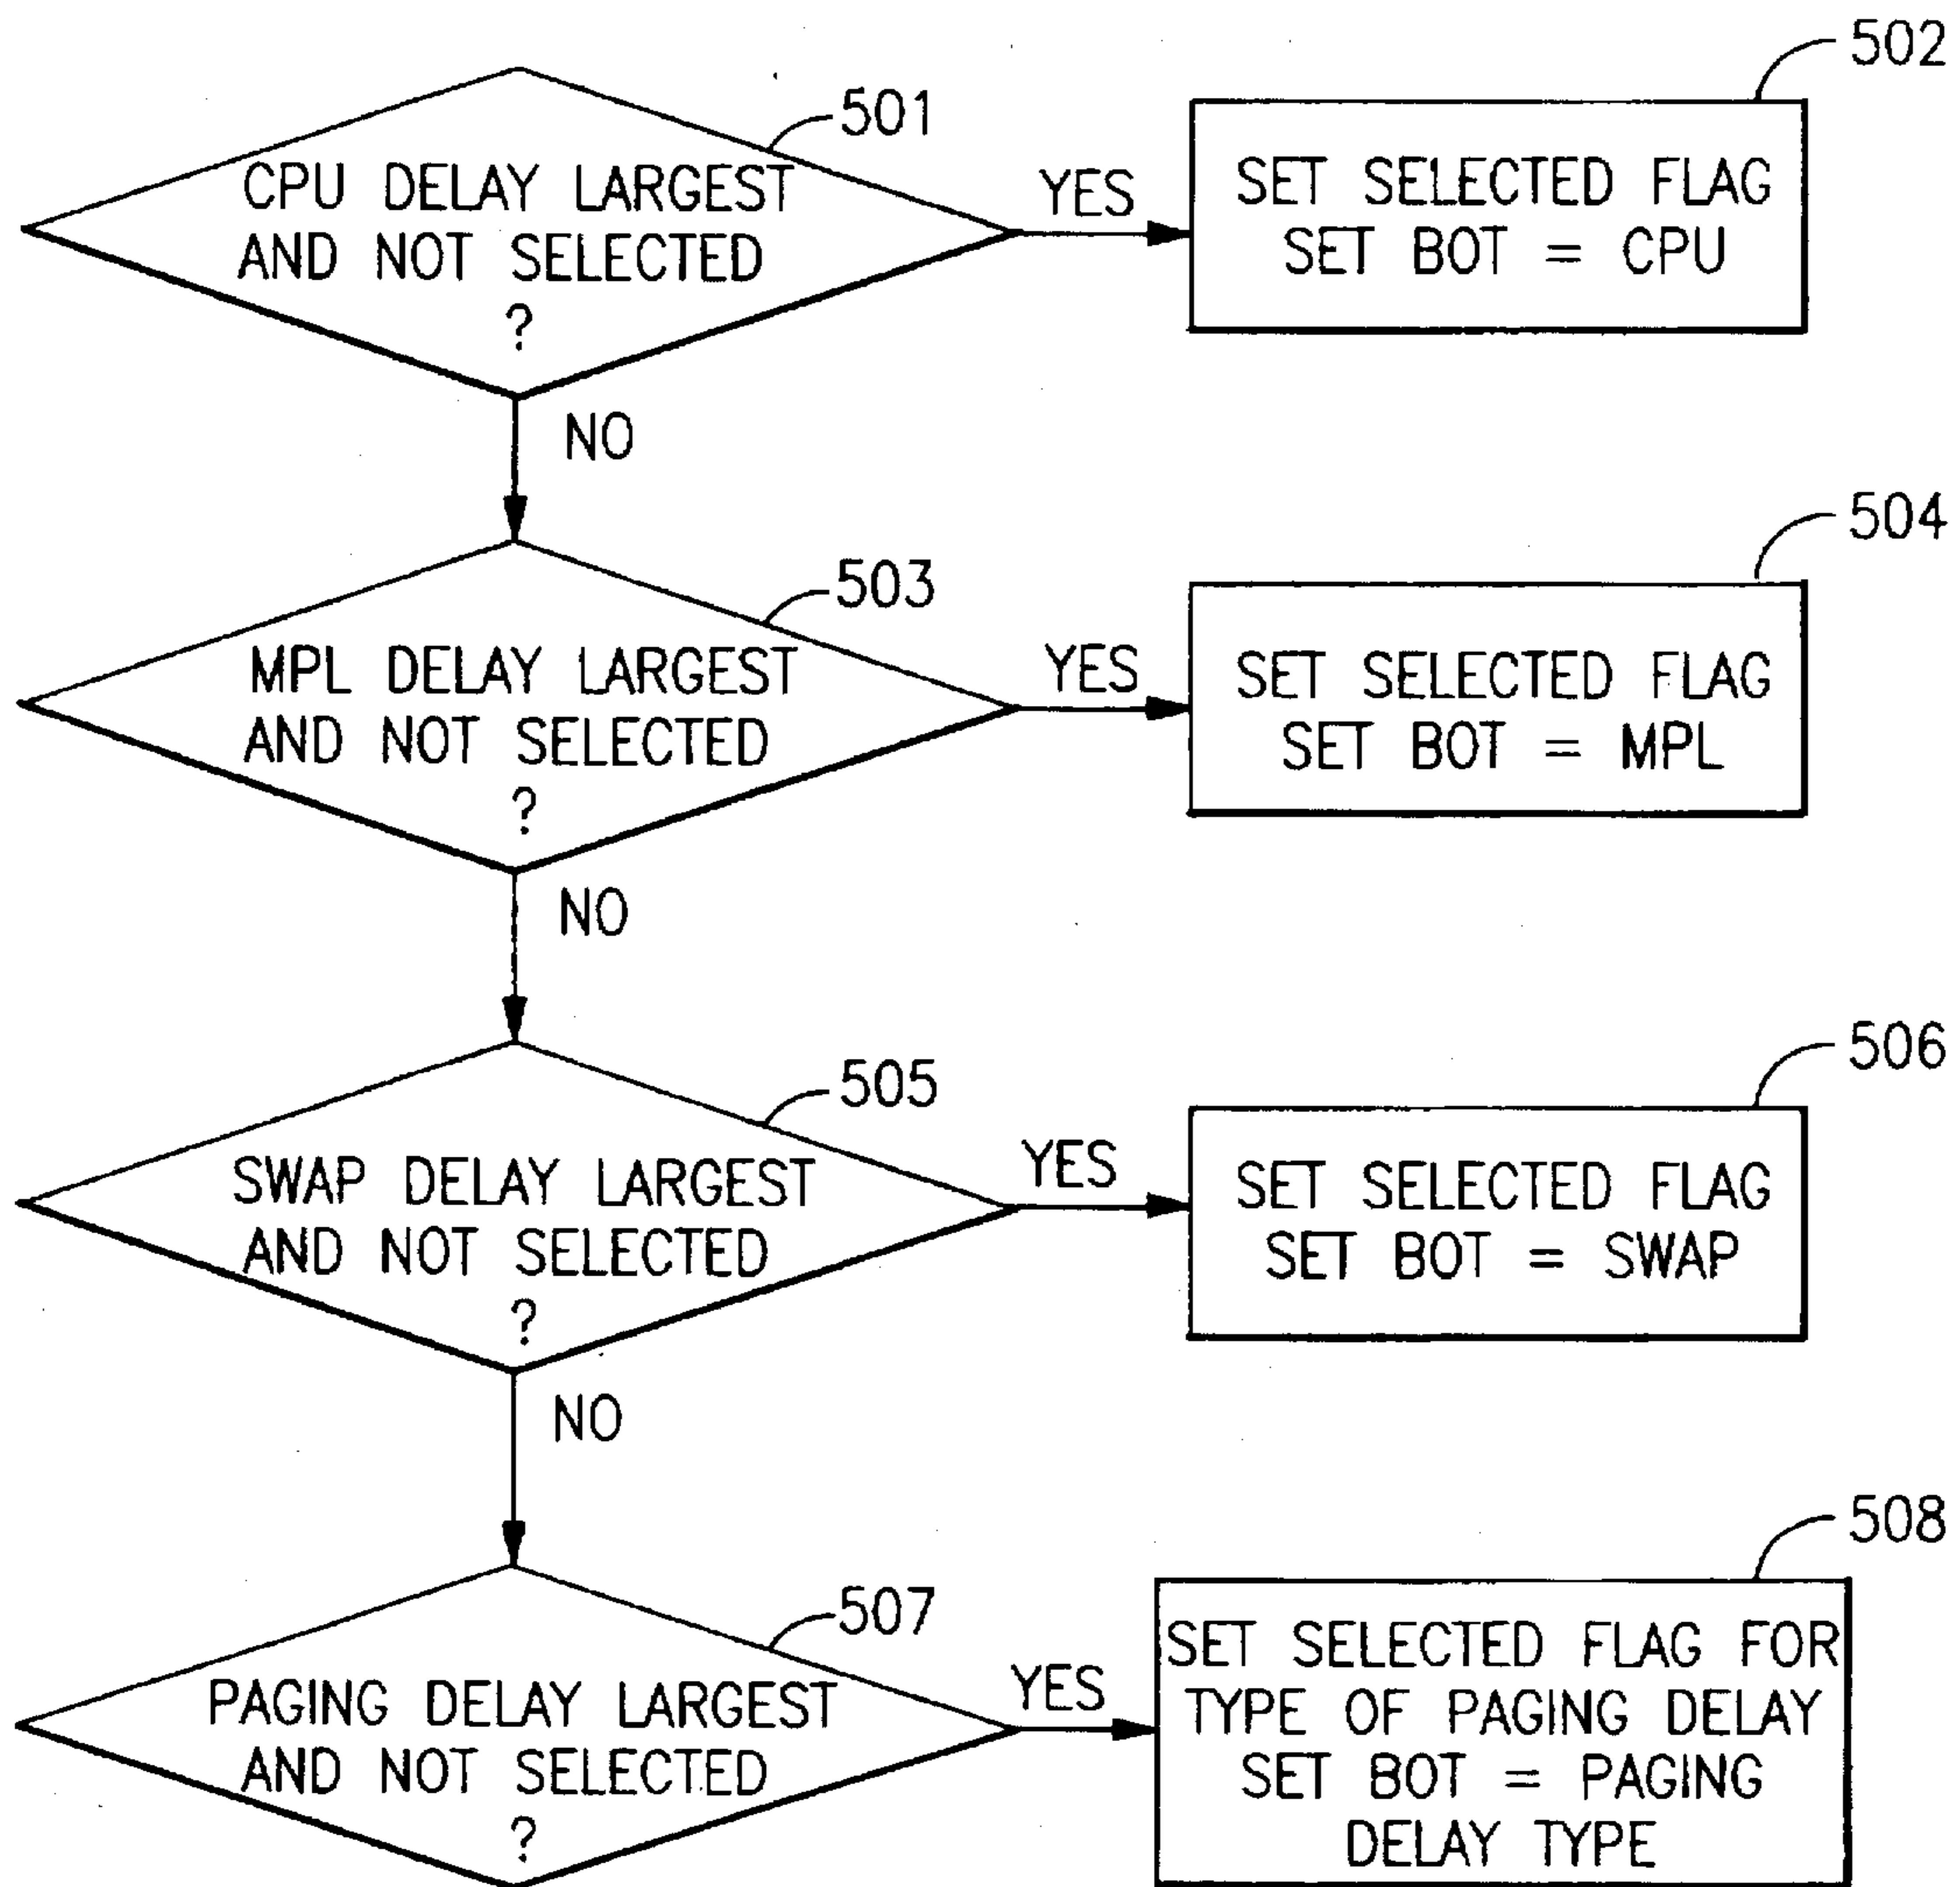 502
501
CPU DELAY LARGEST
AND NOT SELECTED
?
YES
SET SELECTED FLAG
SET BOT = CPU
NO
504
503
MPL DELAY LARGEST
AND NOT SELECTED
?
YES
SET SELECTED FLAG
SET BOT = MPL
NO
506
505
SWAP DELAY LARGEST
AND NOT SELECTED
?
YES
SET SELECTED FLAG
SET BOT = SWAP
NO
508
507
PAGING DELAY LARGEST
AND NOT SELECTED
?
YES
SET SELECTED FLAG FOR
TYPE OF PAGING DELAY
SET BOT = PAGING
DELAY TYPE